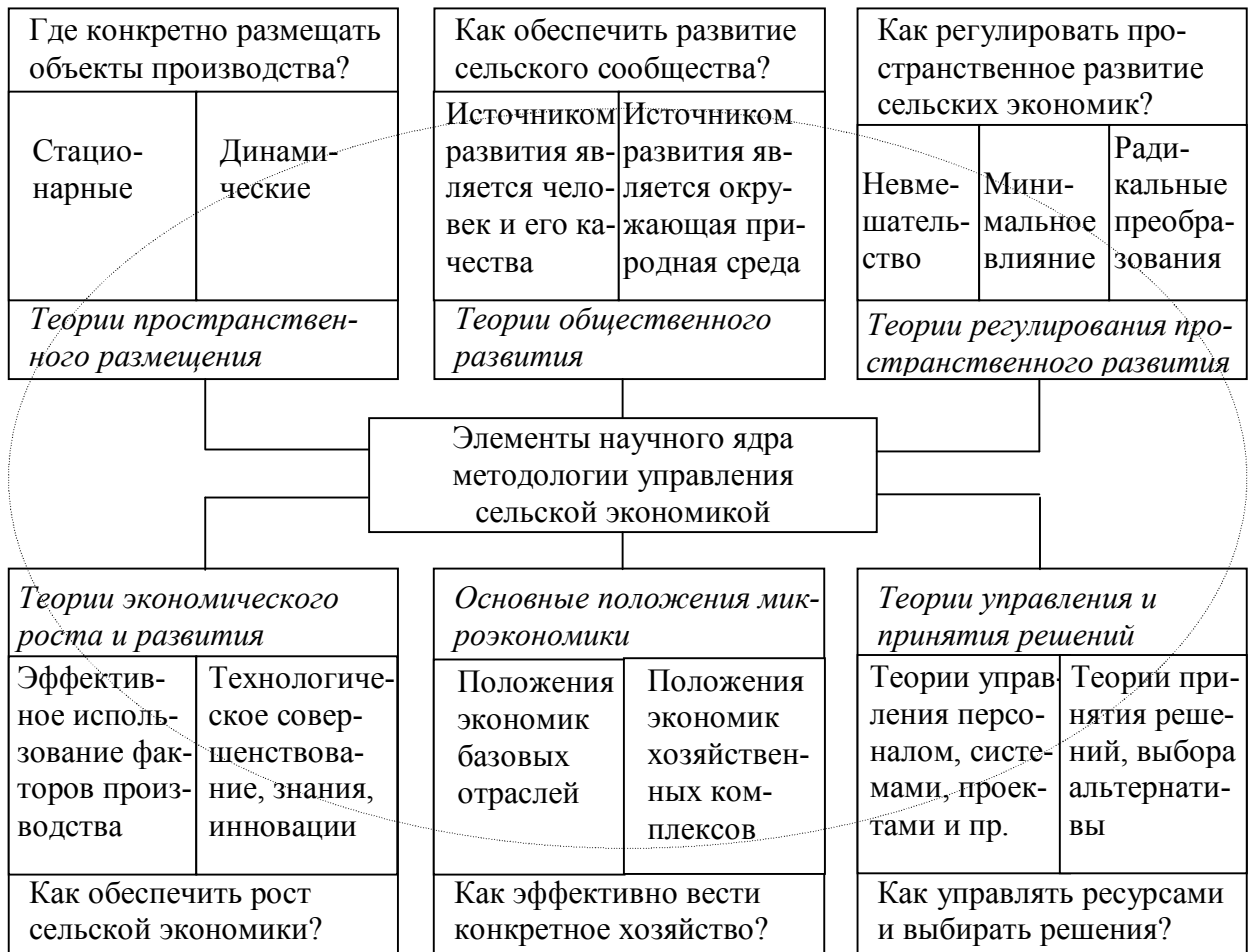 Где конкретно размещать
объекты производства?
Стацио-
нарные
Динами-
ческие
Теории пространствен-
ного размещения
Как обеспечить развитие
сельского сообщества?
Источником
развития яв-
ляется чело-
век и его ка-
чества
Источником
развития яв-
ляется окру-
жающая при-
родная среда
Теории общественного
развития
Как регулировать про-
странственное развитие
сельских экономик?
Невме-
шатель-
ство
Мини-
мальное
влияние
Ради-
кальные
преобра-
зования
Теории регулирования про-
странственного развития
Элементы научного ядра
методологии управления
сельской экономикой
Теории экономического
роста и развития
Эффектив-
ное исполь-
зование фак-
торов произ-
водства
Технологиче-
ское совер-
шенствова-
ние, знания,
инновации
Как обеспечить рост
сельской экономики?
Основные положения мик-
роэкономики
Положения
экономик
базовых
отраслей
Положения
экономик
хозяйствен-
ных ком-
плексов
Как эффективно вести
конкретное хозяйство?
Теории управления и
принятия решений
Теории управ-
ления персо-
налом, систе-
мами, проек-
тами и пр.
Теории при-
нятия реше-
ний, выбора
альтернати-
вы
Как управлять ресурсами
и выбирать решения?